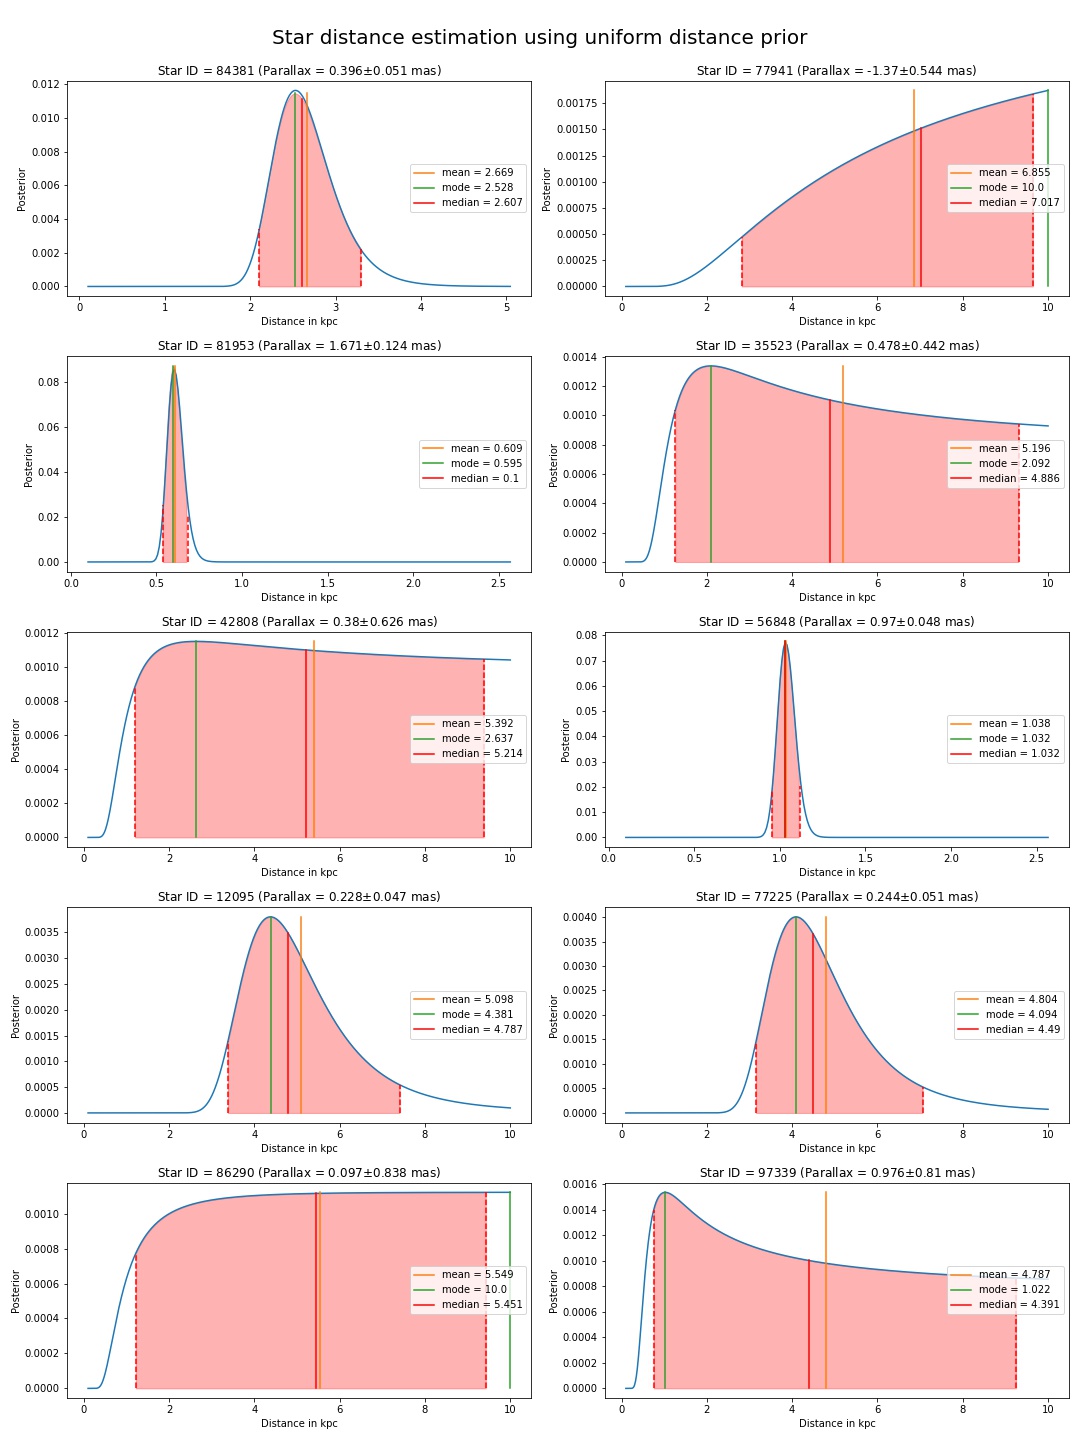 Star distance estimation using uniform distance prior
Star ID = 84381 (Parallax = 0.396±0.051 mas)
0.012
0.010
0.008
0.006
0.004
0.002
0.000
Posterior
mean = 2.669
mode = 2.528
median = 2.607
0 1 2 3 4 5
Distance in kpc
Star ID = 77941 (Parallax = -1.37±0.544 mas)
0.00175
0.00150
0.00125
0.00100
0.00075
0.00050
0.00025
0.00000
Posterior
mean = 6.855
mode = 10.0
median = 7.017
0 2 4 6 8 10
Distance in kpc
Star ID = 81953 (Parallax = 1.671±0.124 mas)
0.08
0.06
0.04
0.02
0.00
Posterior
mean = 0.609
mode = 0.595
median = 0.1
0.0 0.5 1.0 1.5 2.0 2.5
Distance in kpc
Star ID = 35523 (Parallax = 0.478±0.442 mas)
0.0014
0.0012
0.0010
0.0008
0.0006
0.0004
0.0002
0.0000
Posterior
mean = 5.196
mode = 2.092
median = 4.886
0 2 4 6 8 10
Distance in kpc
Star ID = 42808 (Parallax = 0.38±0.626 mas)
0.0012
0.0010
0.0008
0.0006
0.0004
0.0002
0.0000
Posterior
mean = 5.392
mode = 2.637
median = 5.214
0 2 4 6 8 10
Distance in kpc
Star ID = 56848 (Parallax = 0.97±0.048 mas)
0.08
0.07
0.06
0.05
0.04
0.03
0.02
0.01
0.00
Posterior
mean = 1.038
mode = 1.032
median = 1.032
0.0 0.5 1.0 1.5 2.0 2.5
Distance in kpc
Star ID = 12095 (Parallax = 0.228±0.047 mas)
0.0035
0.0030
0.0025
0.0020
0.0015
0.0010
0.0005
0.0000
Posterior
mean = 5.098
mode = 4.381
median = 4.787
0 2 4 6 8 10
Distance in kpc
Star ID = 77225 (Parallax = 0.244±0.051 mas)
0.0040
0.0035
0.0030
0.0025
0.0020
0.0015
0.0010
0.0005
0.0000
Posterior
mean = 4.804
mode = 4.094
median = 4.49
0 2 4 6 8 10
Distance in kpc
Star ID = 86290 (Parallax = 0.097±0.838 mas)
0.0010
0.0008
0.0006
0.0004
0.0002
0.0000
Posterior
mean = 5.549
mode = 10.0
median = 5.451
0 2 4 6 8 10
Distance in kpc
Star ID = 97339 (Parallax = 0.976±0.81 mas)
0.0016
0.0014
0.0012
0.0010
0.0008
0.0006
0.0004
0.0002
0.0000
Posterior
mean = 4.787
mode = 1.022
median = 4.391
0 2 4 6 8 10
Distance in kpc